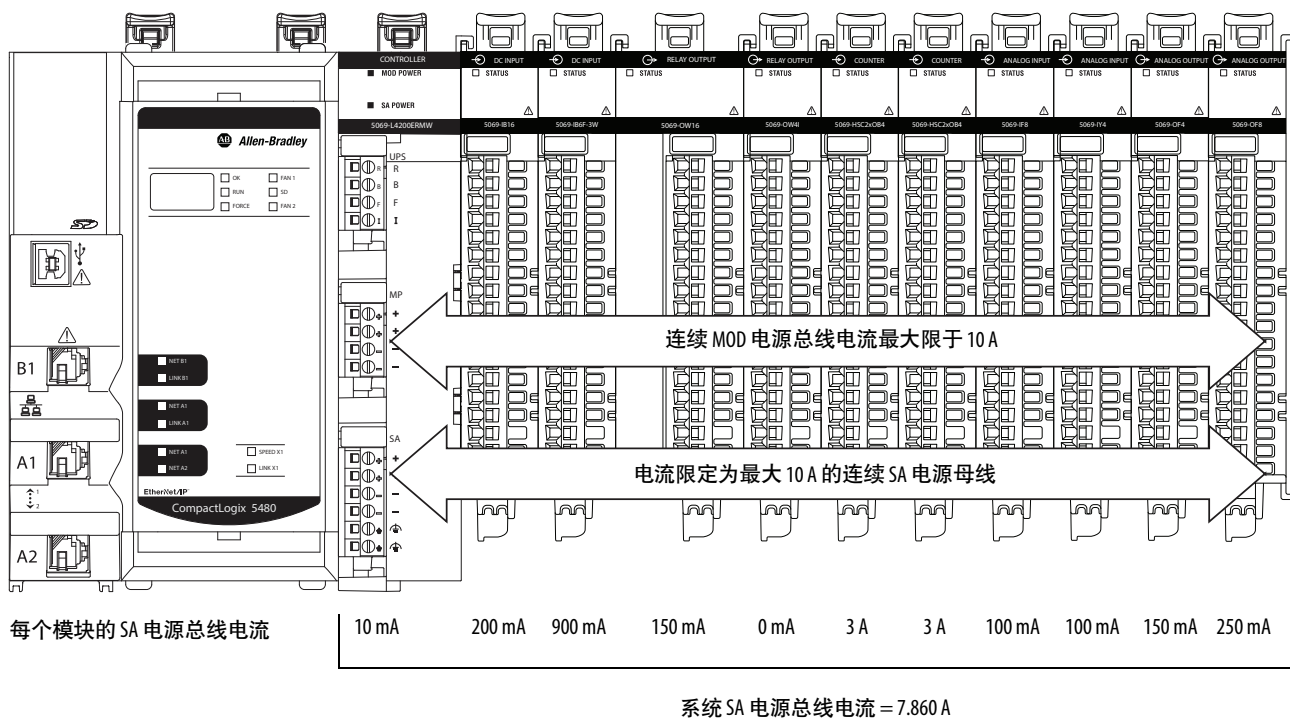 CONTROLLER
MOD POWER
SA POWER
5069-L4200ERMW
DC INPUT
STATUS
5069-IB16
DC INPUT
STATUS
5069-IB6F-3W
RELAY OUTPUT
STATUS
5069-OW16
RELAY OUTPUT
STATUS
5069-OW4I
COUNTER
STATUS
5069-HSC2xOB4
COUNTER
STATUS
5069-HSC2xOB4
ANALOG INPUT
STATUS
5069-IF8
ANALOG INPUT
STATUS
5069-IY4
ANALOG OUTPUT
STATUS
5069-OF4
ANALOG OUTPUT
STATUS
5069-OF8
AB Allen-Bradley
OK FAN 1
RUN SD
FORCE FAN 2
UPS
R R
B B
F F
I I
MP
+
+
-
-
B1
NET B1
LINK B1
NET A1
LINK A1
A1
NET A1
NET A2
SPEED X1
LINK X1
1
2
EtherNet/IP
CompactLogix 5480
A2
SA
+
-
-
连续 MOD 电源总线电流最大限于 10 A
电流限定为最大 10 A 的连续 SA 电源母线
每个模块的 SA 电源总线电流 10 mA 200 mA 900 mA 150 mA 0 mA 3 A 3 A 100 mA 100 mA 150 mA 250 mA
系统 SA 电源总线电流 = 7.860 A